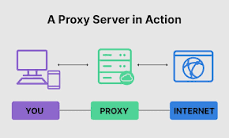 A Proxy Server in Action
YOU
PROXY
INTERNET